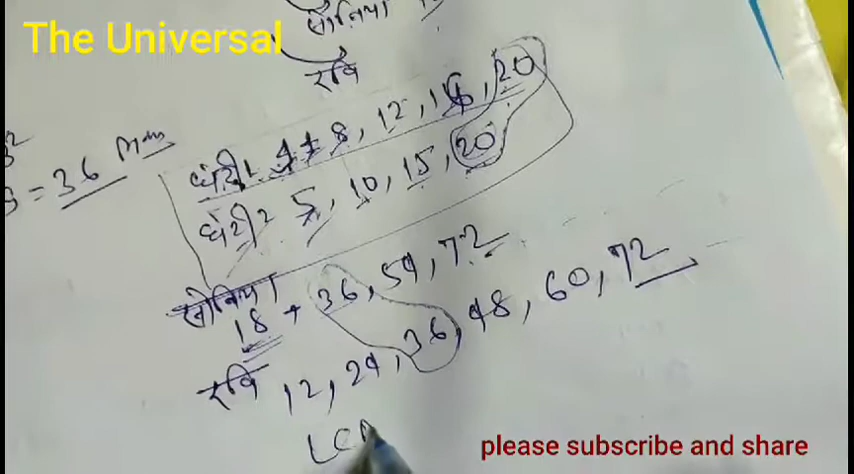 सोनिया
The Universal
रवि
घंटी1 4, 8, 12, 16, 20
= 36 Min
घंटी2 5, 10, 15, 20
सोनिया
18, 36, 54, 72
रवि 12, 24, 36, 48, 60, 72
LC
please subscribe and share